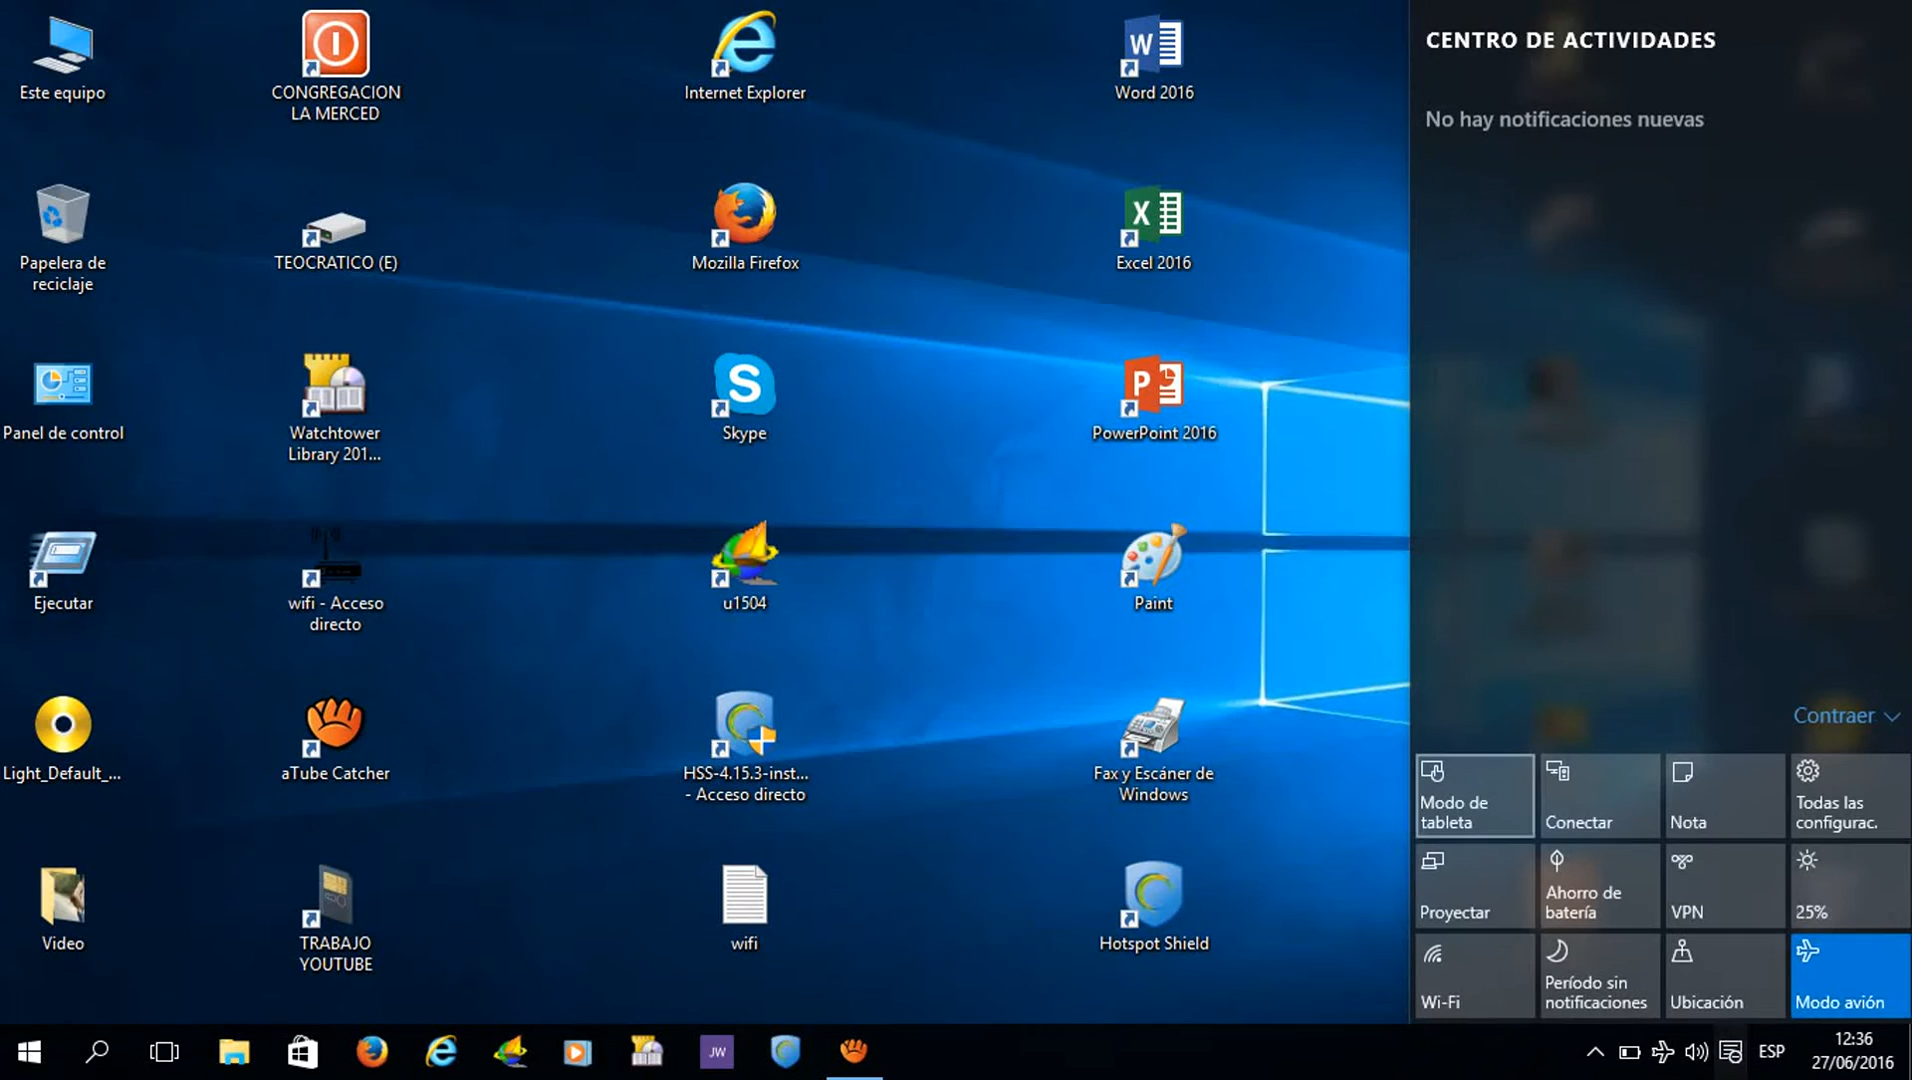 Este equipo
CONGREGACION
LA MERCED
Internet Explorer
Word 2016
Papelera de
reciclaje
TEOCRATICO (E)
Mozilla Firefox
Excel 2016
Panel de control
Watchtower
Library 201...
Skype
PowerPoint 2016
Ejecutar
wifi - Acceso
directo
u1504
Paint
Light_Default_...
aTube Catcher
HSS-4.15.3-inst...
- Acceso directo
Fax y Escáner de
Windows
Video
TRABAJO
YOUTUBE
wifi
Hotspot Shield
CENTRO DE ACTIVIDADES
No hay notificaciones nuevas
Contraer
Modo de
tableta
Conectar
Nota
Todas las
configurac.
Proyectar
Ahorro de
batería
VPN
25%
Wi-Fi
Período sin
notificaciones
Ubicación
Modo avión
JW
ESP
12:36
27/06/2016